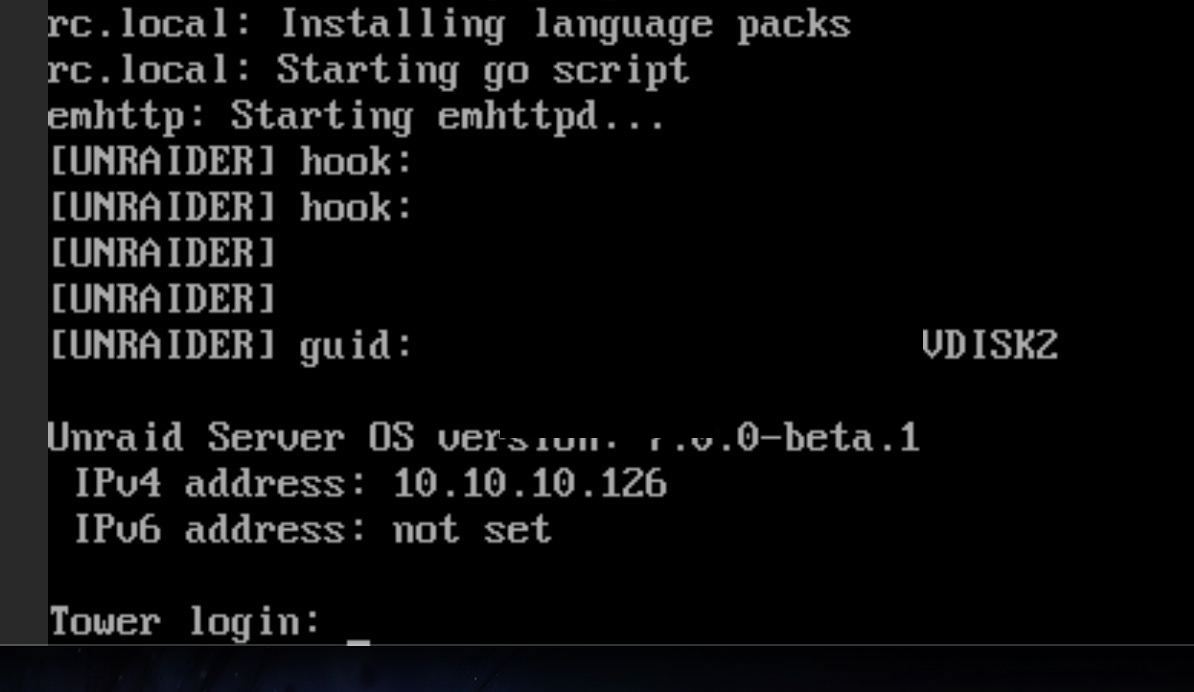 rc.local: Installing language packs
rc.local: Starting go script
emhttp: Starting emhttpd...
[UNRAIDER] hook:
[UNRAIDER] hook:
[UNRAIDER]
[UNRAIDER]
[UNRAIDER] guid: VDISK2
Unraid Server OS version: .0-beta.1
IPv4 address: 10.10.10.126
IPv6 address: not set
Tower login: _